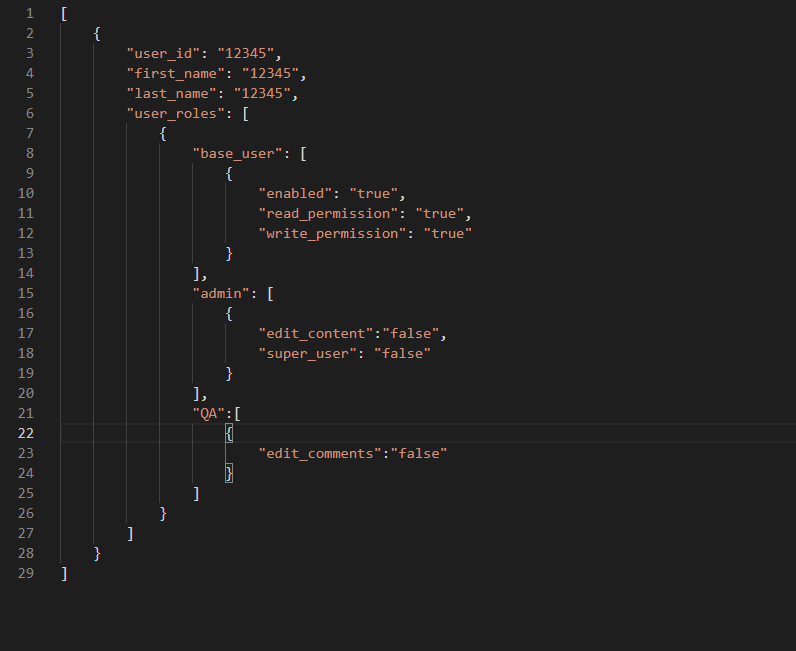 1 [
2     {
3         "user_id": "12345",
4         "first_name": "12345",
5         "last_name": "12345",
6         "user_roles": [
7             {
8                 "base_user": [
9                     {
10                         "enabled": "true",
11                         "read_permission": "true",
12                         "write_permission": "true"
13                     }
14                 ],
15                 "admin": [
16                     {
17                         "edit_content":"false",
18                         "super_user": "false"
19                     }
20                 ],
21                 "QA":[
22                     {
23                         "edit_comments":"false"
24                     }
25                 ]
26             }
27         ]
28     }
29 ]